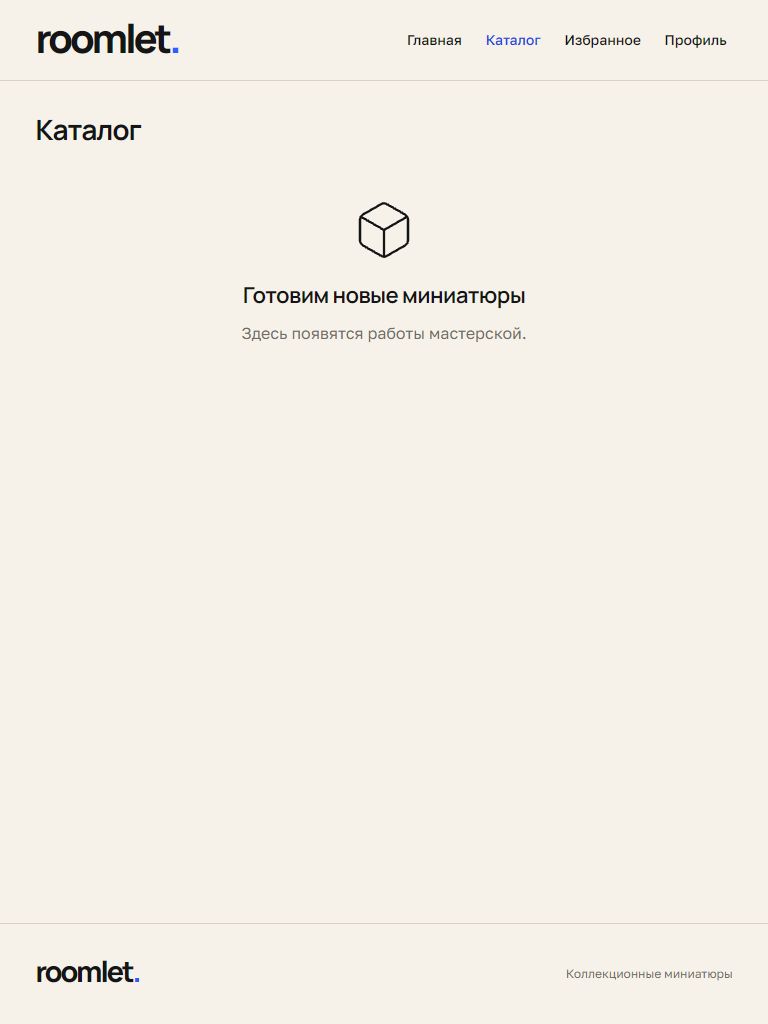 roomlet.
Главная Каталог Избранное Профиль
Каталог
Готовим новые миниатюры
Здесь появятся работы мастерской.
roomlet.
Коллекционные миниатюры